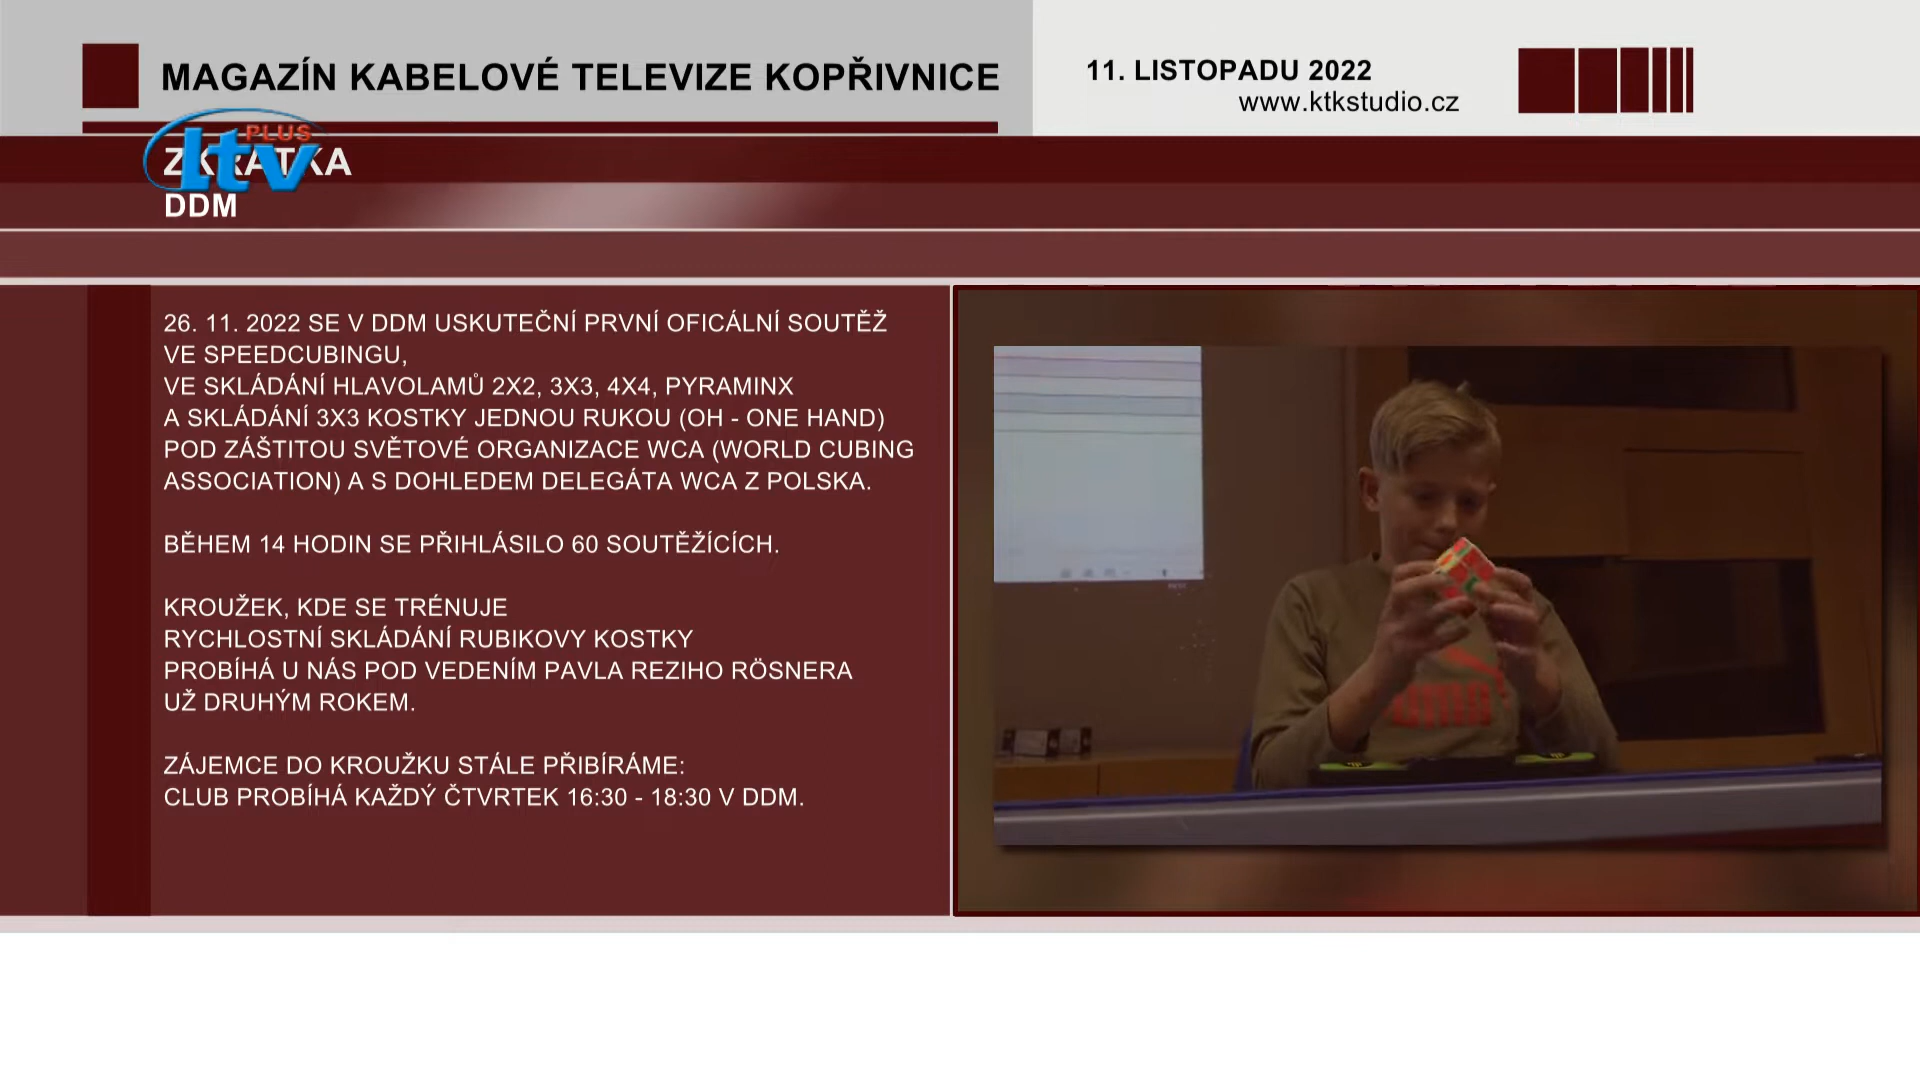 MAGAZÍN KABELOVÉ TELEVIZE KOPŘIVNICE
11. LISTOPADU 2022
www.ktkstudio.cz
PLUS
ltv
ZKRÁTKA
DDM
26. 11. 2022 SE V DDM USKUTEČNÍ PRVNÍ OFICÁLNÍ SOUTĚŽ
VE SPEEDCUBINGU,
VE SKLÁDÁNÍ HLAVOLAMŮ 2X2, 3X3, 4X4, PYRAMINX
A SKLÁDÁNÍ 3X3 KOSTKY JEDNOU RUKOU (OH - ONE HAND)
POD ZÁŠTITOU SVĚTOVÉ ORGANIZACE WCA (WORLD CUBING
ASSOCIATION) A S DOHLEDEM DELEGÁTA WCA Z POLSKA.
BĚHEM 14 HODIN SE PŘIHLÁSILO 60 SOUTĚŽÍCÍCH.
KROUŽEK, KDE SE TRÉNUJE
RYCHLOSTNÍ SKLÁDÁNÍ RUBIKOVY KOSTKY
PROBÍHÁ U NÁS POD VEDENÍM PAVLA REZIHO RÖSNERA
UŽ DRUHÝM ROKEM.
ZÁJEMCE DO KROUŽKU STÁLE PŘIBÍRÁME:
CLUB PROBÍHÁ KAŽDÝ ČTVRTEK 16:30 - 18:30 V DDM.
PUMA